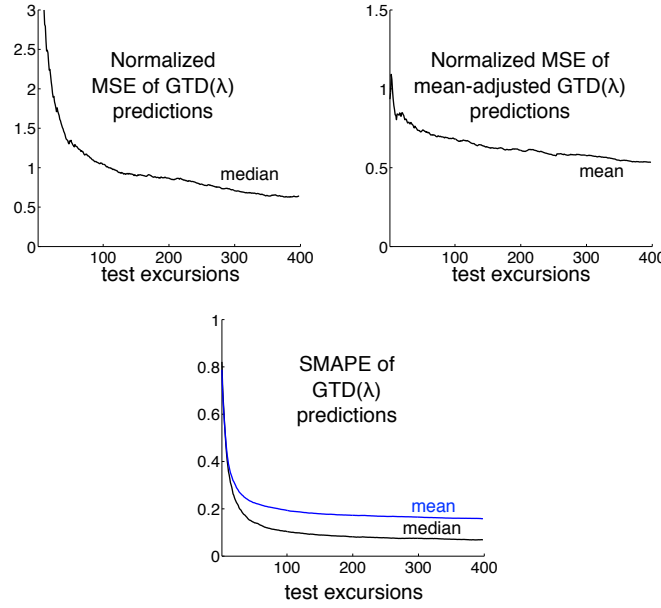 3
2.5
2
1.5
1
0.5
0
Normalized
MSE of GTD(λ)
predictions
median
100
200
300
400
test excursions
1.5
1
0.5
0
Normalized MSE of
mean-adjusted GTD(λ)
predictions
mean
100
200
300
400
test excursions
1
0.8
0.6
0.4
0.2
0
SMAPE of
GTD(λ)
predictions
mean
median
100
200
300
400
test excursions